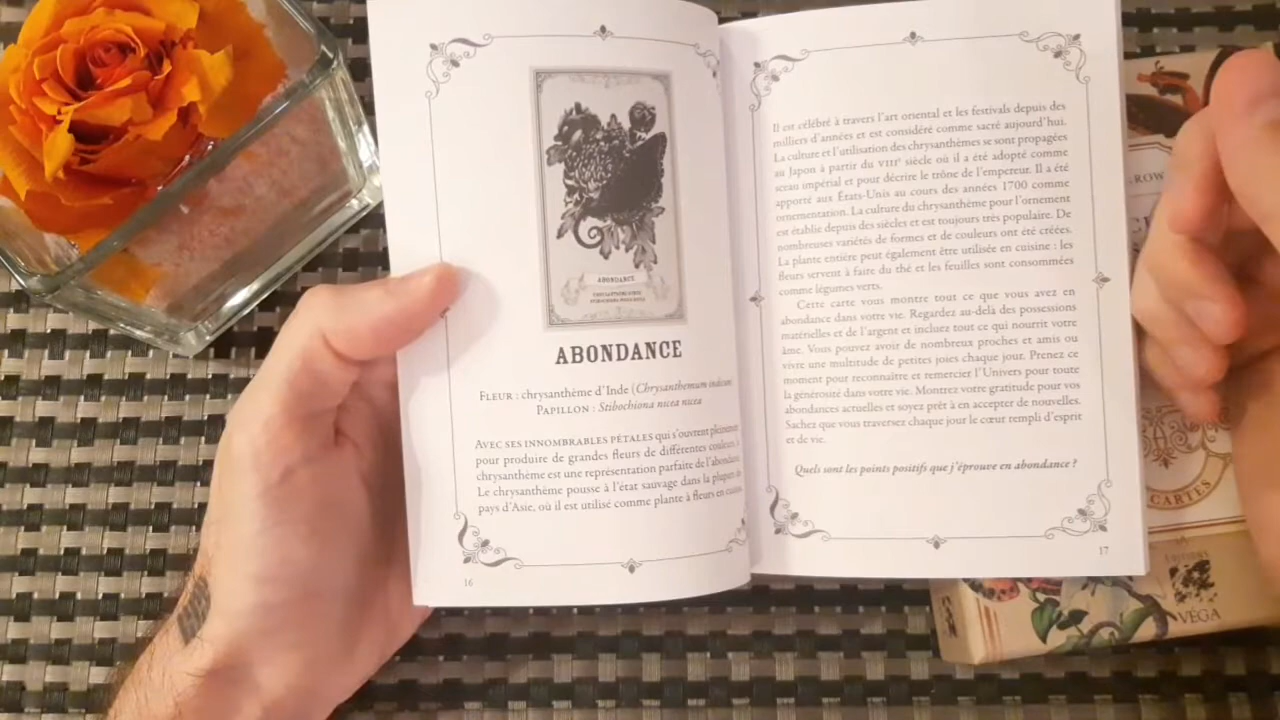 ABONDANCE
ABONDANCE
FLEUR : chrysanthème d'Inde (Chrysanthemum indicum
PAPILLON : Stibochiona nicea nicea
AVEC SES INNOMBRABLES PÉTALES qui s'ouvrent pleinement
pour produire de grandes fleurs de différentes couleurs,
chrysanthème est une représentation parfaite de l'abondance
Le chrysanthème pousse à l'état sauvage dans la plupart de
pays d'Asie, où il est utilisé comme plante à fleurs en
16
Il est célébré à travers l'art oriental et les festivals depuis des
milliers d'années et est considéré comme sacré aujourd'hui.
La culture et l'utilisation des chrysanthèmes se sont propagées
au Japon à partir du VIIIe siècle où il a été adopté comme
sceau impérial et pour décrire le trône de l'empereur. Il a été
apporté aux États-Unis au cours des années 1700 comme
ornementation. La culture du chrysanthème pour l'ornement
est établie depuis des siècles et est toujours très populaire. De
nombreuses variétés de formes et de couleurs ont été créées.
La plante entière peut également être utilisée en cuisine : les
fleurs servent à faire du thé et les feuilles sont consommées
comme légumes verts.
Cette carte vous montre tout ce que vous avez en
abondance dans votre vie. Regardez au-delà des possessions
matérielles et de l'argent et incluez tout ce qui nourrit votre
âme. Vous pouvez avoir de nombreux proches et amis ou
vivre une multitude de petites joies chaque jour. Prenez ce
moment pour reconnaître et remercier l'Univers pour toute
la générosité dans votre vie. Montrez votre gratitude pour vos
abondances actuelles et soyez prêt à en accepter de nouvelles.
Sachez que vous traversez chaque jour le cœur rempli d'esprit
et de vie.
Quels sont les points positifs que j'éprouve en abondance ?
17
ROW
CARTES
ÉDITIONS
VÉGA